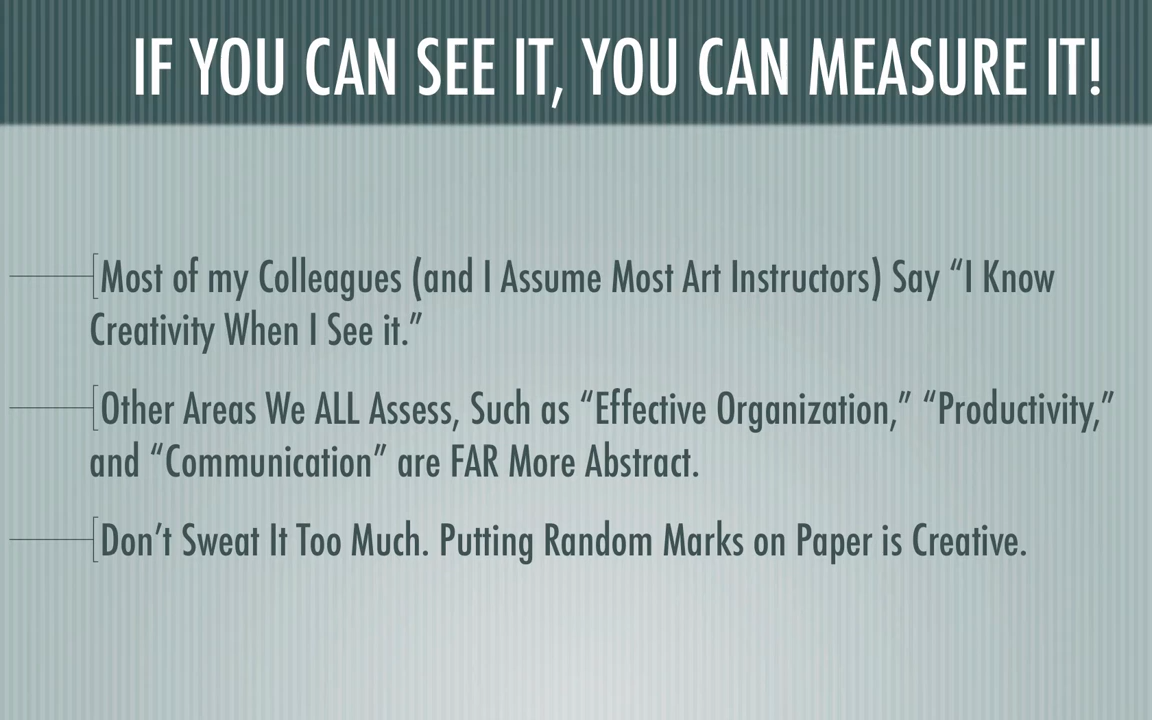 IF YOU CAN SEE IT, YOU CAN MEASURE IT!
Most of my Colleagues (and I Assume Most Art Instructors) Say “I Know
Creativity When I See it.”
Other Areas We ALL Assess, Such as “Effective Organization,” “Productivity,”
and “Communication” are FAR More Abstract.
Don’t Sweat It Too Much. Putting Random Marks on Paper is Creative.